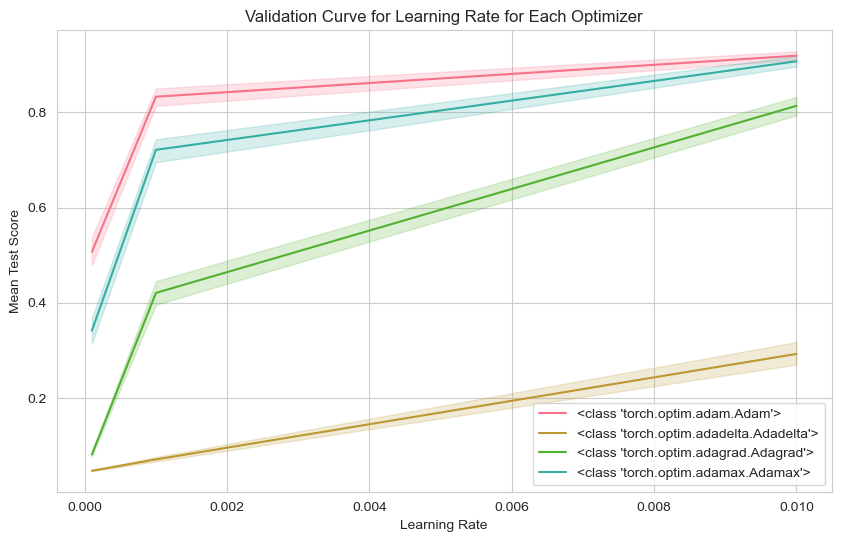 Validation Curve for Learning Rate for Each Optimizer
Mean Test Score
0.8
0.6
0.4
0.2
0.000
0.002
0.004
0.006
0.008
0.010
Learning Rate
<class 'torch.optim.adam.Adam'>
<class 'torch.optim.adadelta.Adadelta'>
<class 'torch.optim.adagrad.Adagrad'>
<class 'torch.optim.adamax.Adamax'>